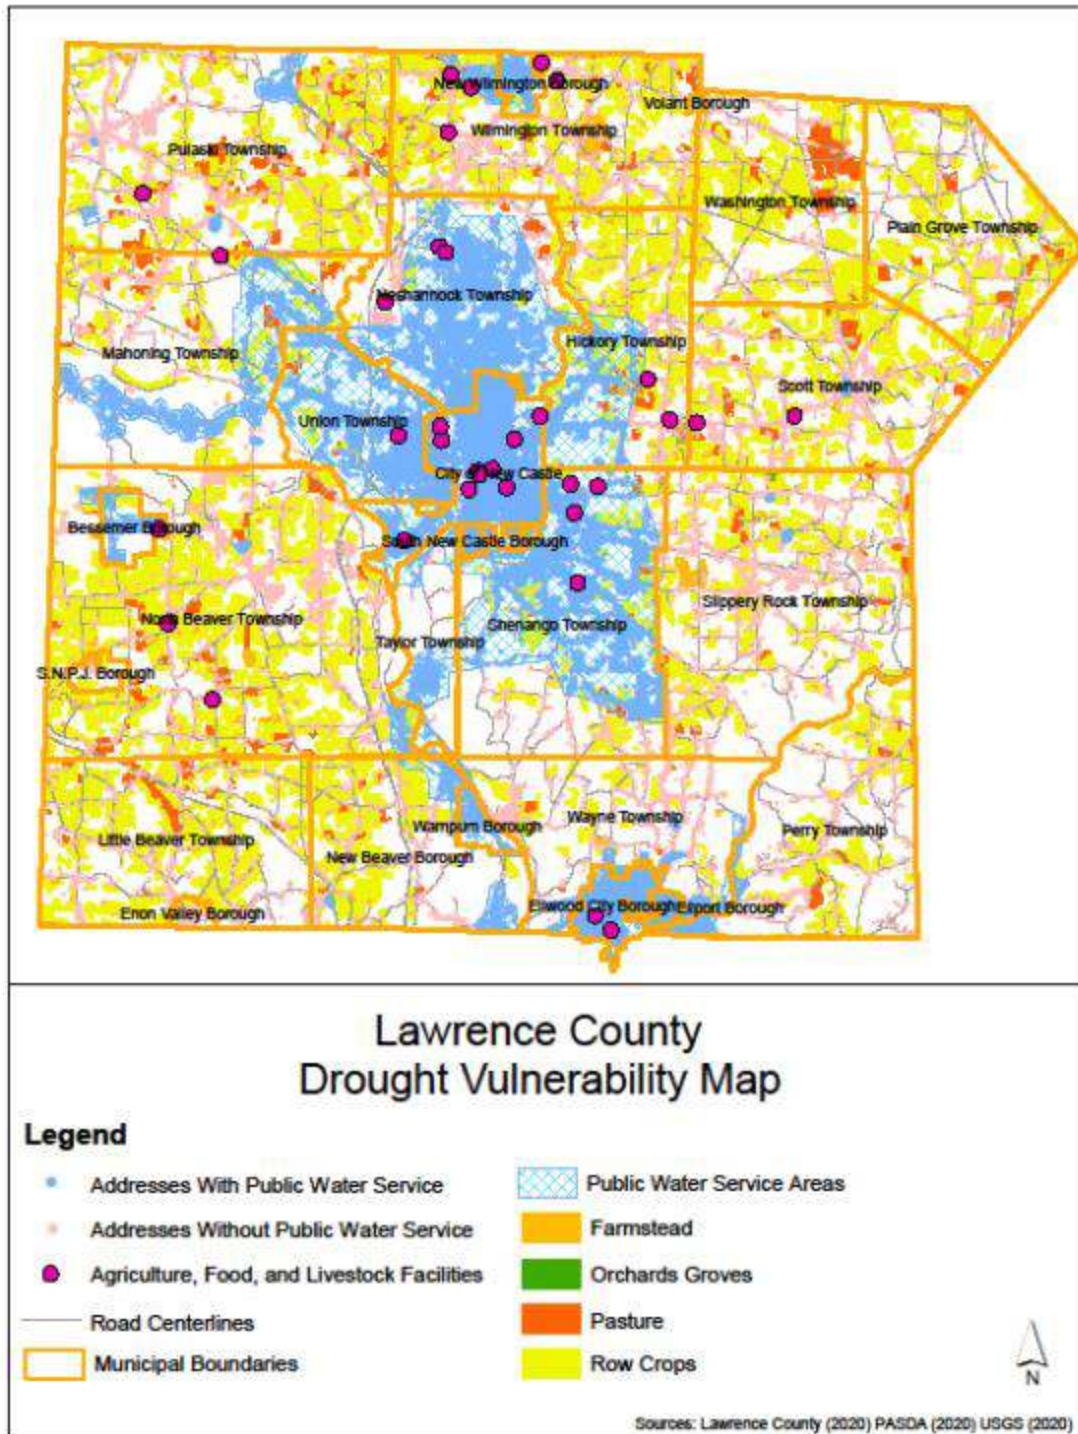 New Wilmington Borough
Volant Borough
Wilmington Township
Pulaski Township
Washington Township
Plain Grove Township
Neshannock Township
Hickory Township
Mahoning Township
Scott Township
Union Township
City of New Castle
Bessemer Borough
South New Castle Borough
Slippery Rock Township
North Beaver Township
Shenango Township
Taylor Township
S.N.P.J. Borough
Wampum Borough
Wayne Township
Perry Township
Little Beaver Township
New Beaver Borough
Enon Valley Borough
Ellwood City Borough
Ellport Borough
Lawrence County
Drought Vulnerability Map
Legend
Addresses With Public Water Service
Public Water Service Areas
Addresses Without Public Water Service
Farmstead
Agriculture, Food, and Livestock Facilities
Orchards Groves
Road Centerlines
Pasture
Municipal Boundaries
Row Crops
N
Sources: Lawrence County (2020) PASDA (2020) USGS (2020)